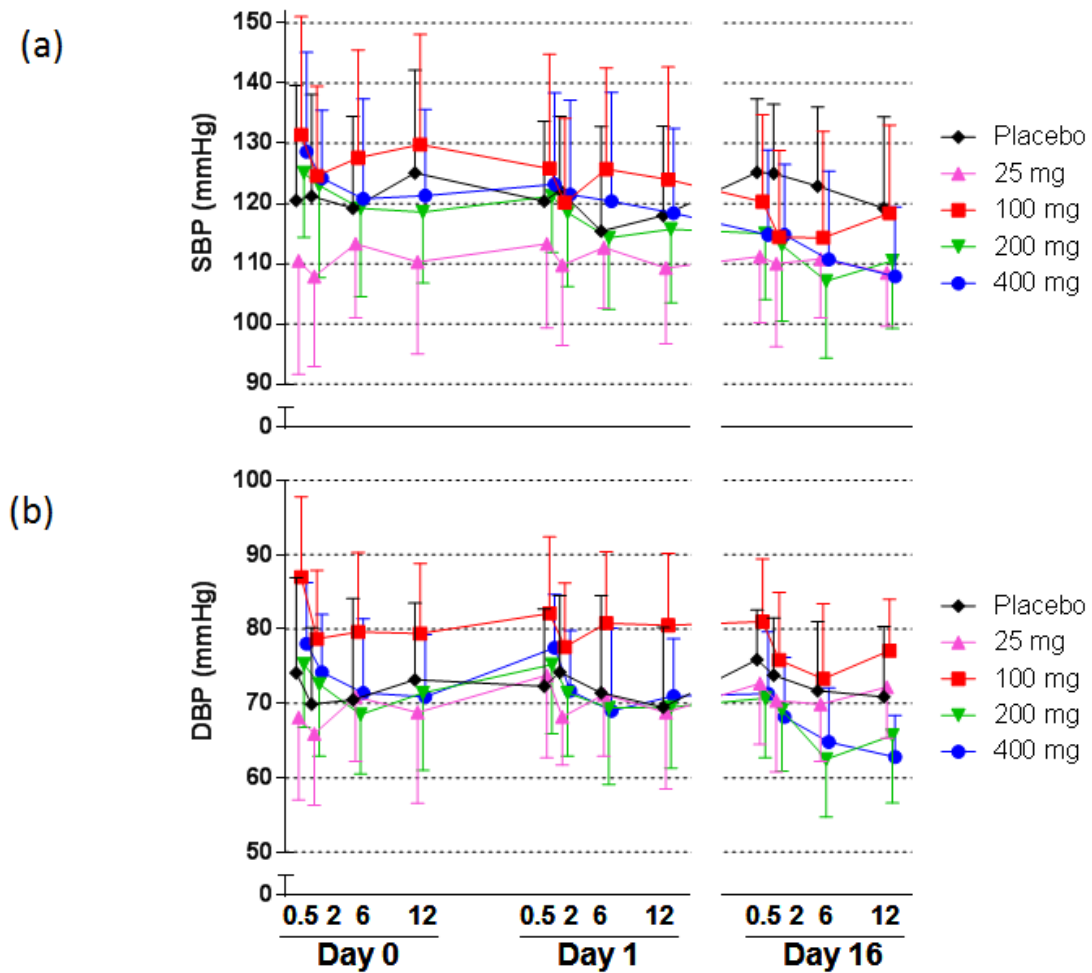 (a)
SBP (mmHg)
150
140
130
120
110
100
90
0
Placebo
25 mg
100 mg
200 mg
400 mg
(b)
DBP (mmHg)
100
90
80
70
60
50
0
Placebo
25 mg
100 mg
200 mg
400 mg
0.5 2 6 12 0.5 2 6 12 0.5 2 6 12
Day 0 Day 1 Day 16